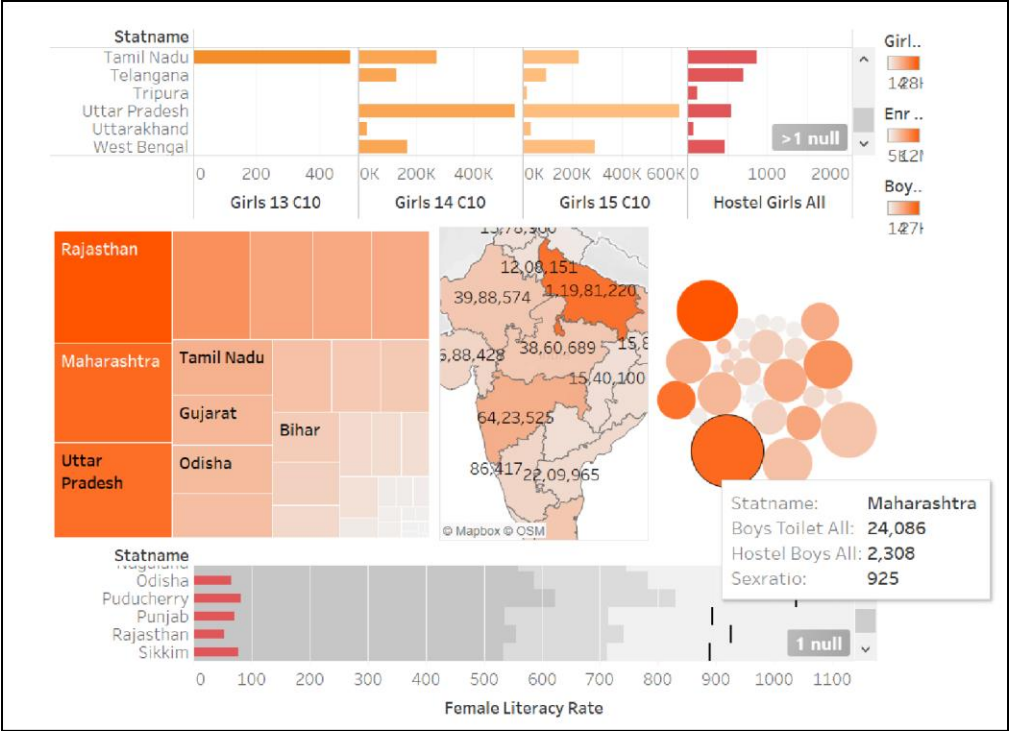 Statname
Tamil Nadu
Telangana
Tripura
Uttar Pradesh
Uttarakhand
West Bengal
>1 null
0 200 400
0K 200K 400K
0K 200K 400K 600K
0 1000 2000
Girls 13 C10
Girls 14 C10
Girls 15 C10
Hostel Girls All
Girl..
Enr ..
Boy..
Rajasthan
Maharashtra
Uttar
Pradesh
Tamil Nadu
Gujarat
Odisha
Bihar
12,08,151
39,88,574
1,19,81,220
38,60,689
15,40,100
64,23,525
86,417
22,09,965
© Mapbox © OSM
Statname: Maharashtra
Boys Toilet All: 24,086
Hostel Boys All: 2,308
Sexratio: 925
Statname
Odisha
Puducherry
Punjab
Rajasthan
Sikkim
1 null
0 100 200 300 400 500 600 700 800 900 1000 1100
Female Literacy Rate